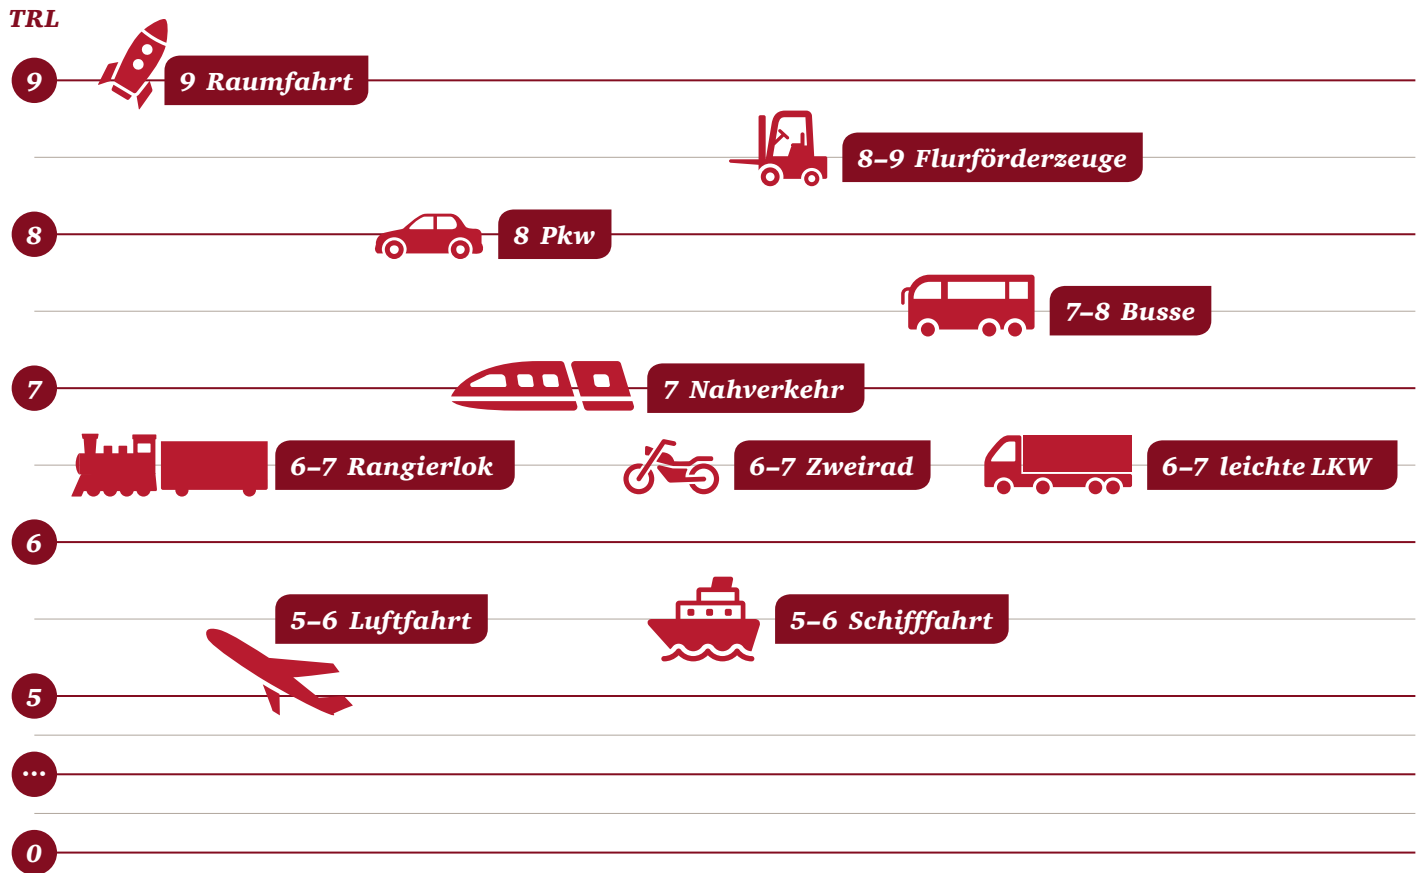 TRL
9
9 Raumfahrt
8–9 Flurförderzeuge
8
8 Pkw
7–8 Busse
7
7 Nahverkehr
6–7 Rangierlok
6–7 Zweirad
6–7 leichte LKW
6
5–6 Luftfahrt
5–6 Schifffahrt
5
...
0